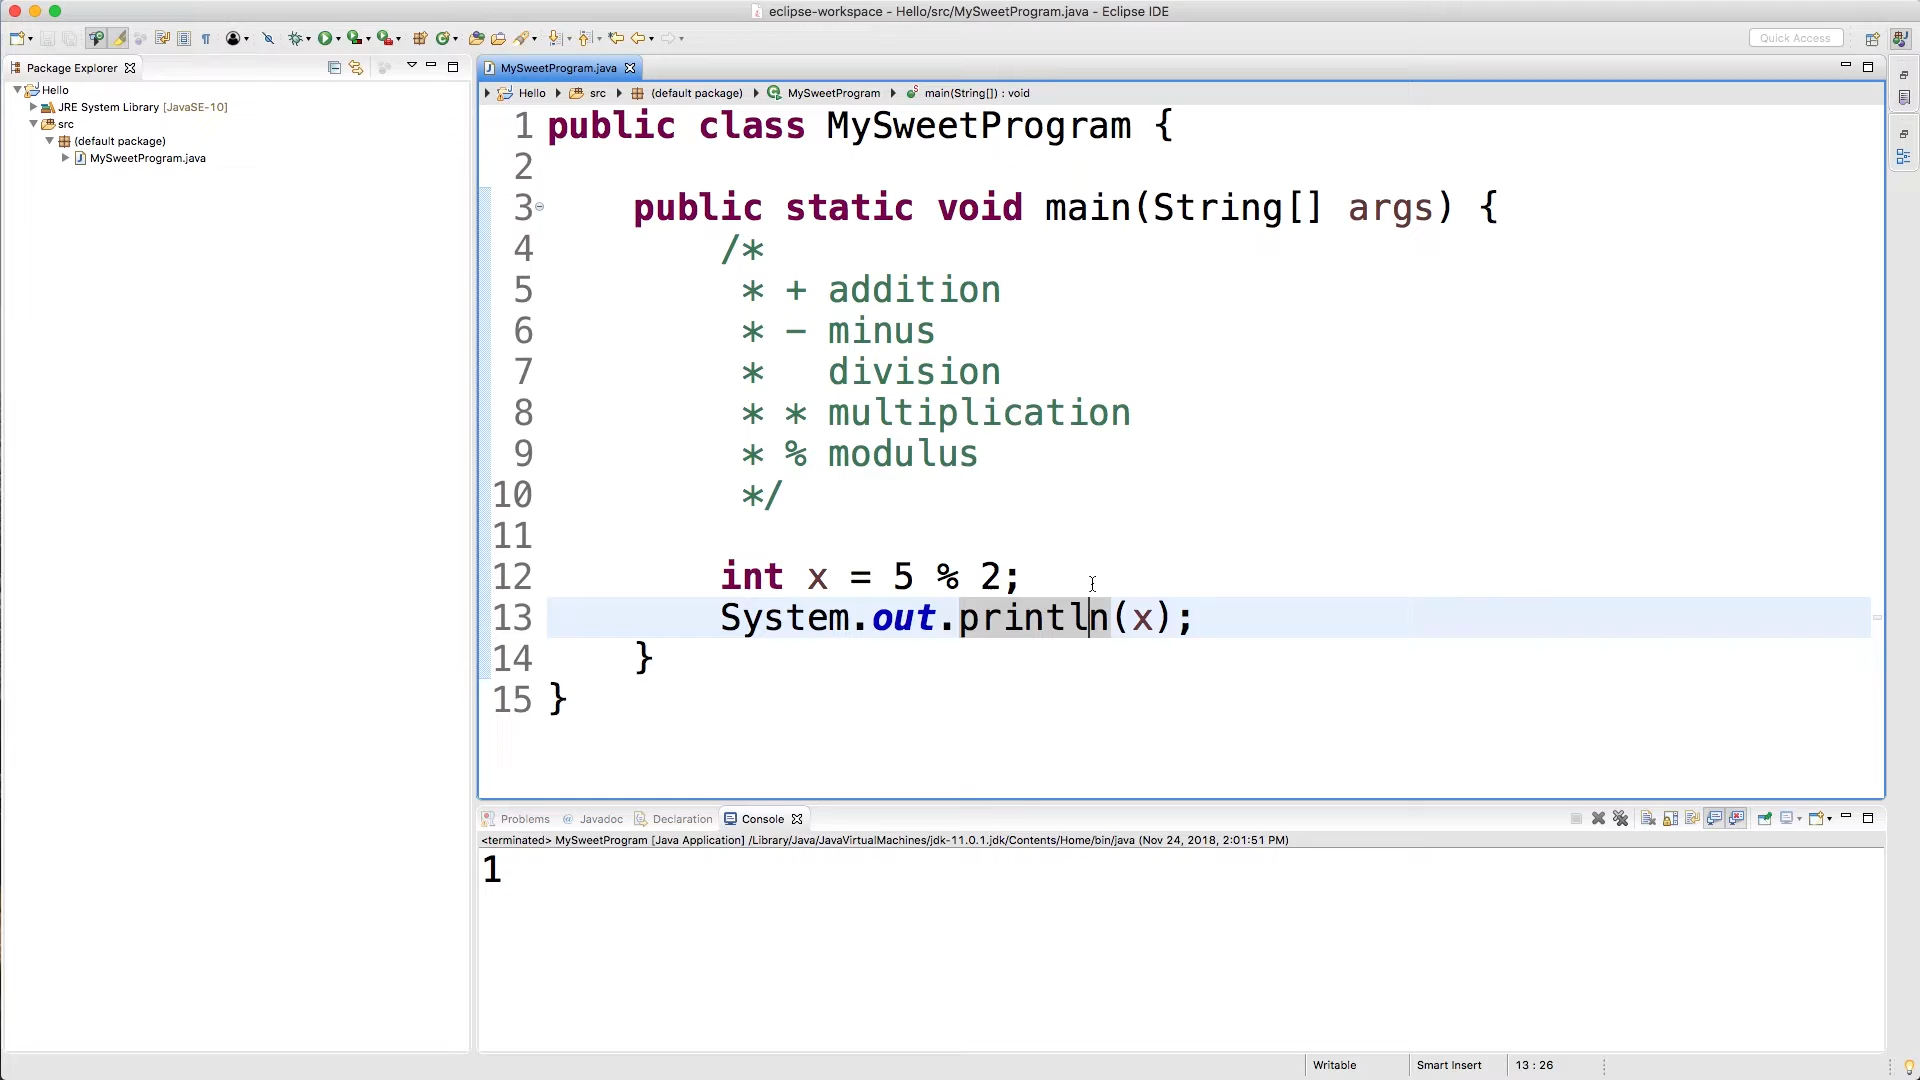 eclipse-workspace - Hello/src/MySweetProgram.java - Eclipse IDE
Quick Access
Package Explorer
Hello
JRE System Library [JavaSE-10]
src
(default package)
MySweetProgram.java
MySweetProgram.java
Hello src (default package) MySweetProgram main(String[]) : void
1 public class MySweetProgram {
2
3 public static void main(String[] args) {
4 /*
5 * + addition
6 * - minus
7 * division
8 * * multiplication
9 * % modulus
10 */
11
12 int x = 5 % 2;
13 System.out.println(x);
14 }
15 }
Problems @ Javadoc Declaration Console
<terminated> MySweetProgram [Java Application] /Library/Java/JavaVirtualMachines/jdk-11.0.1.jdk/Contents/Home/bin/java (Nov 24, 2018, 2:01:51 PM)
1
Writable Smart Insert 13 : 26